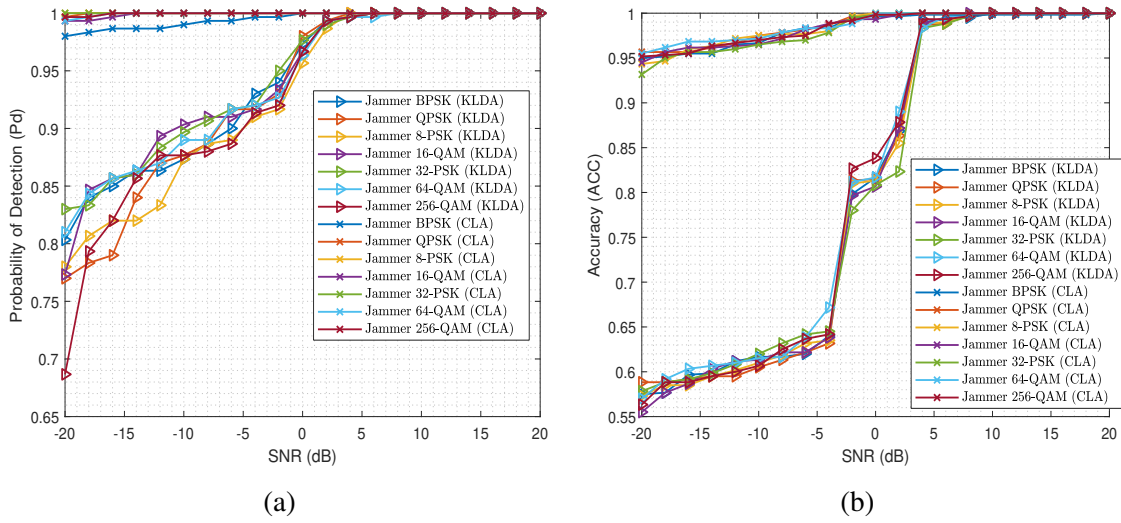 1
0.95
0.9
0.85
0.8
0.75
0.7
0.65
-20
-15
-10
-5
0
5
10
15
20
Probability of Detection (Pd)
SNR (dB)
Jammer BPSK (KLDA)
Jammer QPSK (KLDA)
Jammer 8-PSK (KLDA)
Jammer 16-QAM (KLDA)
Jammer 32-PSK (KLDA)
Jammer 64-QAM (KLDA)
Jammer 256-QAM (KLDA)
Jammer BPSK (CLA)
Jammer QPSK (CLA)
Jammer 8-PSK (CLA)
Jammer 16-QAM (CLA)
Jammer 32-PSK (CLA)
Jammer 64-QAM (CLA)
Jammer 256-QAM (CLA)
(a)
1
0.95
0.9
0.85
0.8
0.75
0.7
0.65
0.6
0.55
-20
-15
-10
-5
0
5
10
15
20
Accuracy (ACC)
SNR (dB)
Jammer BPSK (KLDA)
Jammer QPSK (KLDA)
Jammer 8-PSK (KLDA)
Jammer 16-QAM (KLDA)
Jammer 32-PSK (KLDA)
Jammer 64-QAM (KLDA)
Jammer 256-QAM (KLDA)
Jammer BPSK (CLA)
Jammer QPSK (CLA)
Jammer 8-PSK (CLA)
Jammer 16-QAM (CLA)
Jammer 32-PSK (CLA)
Jammer 64-QAM (CLA)
Jammer 256-QAM (CLA)
(b)